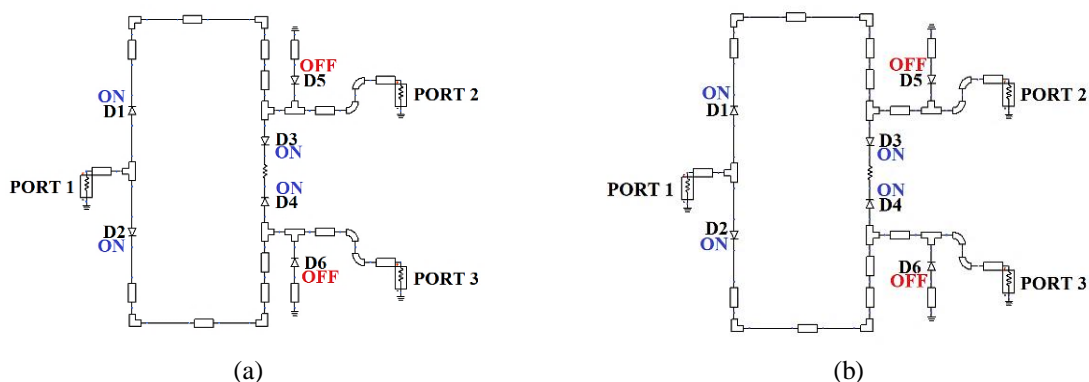 OFF
D5
PORT 2
ON
D1
D3
ON
ON
D4
PORT 1
D2
ON
D6
OFF
PORT 3
(a)
OFF
D5
PORT 2
ON
D1
D3
ON
ON
D4
PORT 1
D2
ON
D6
OFF
PORT 3
(b)